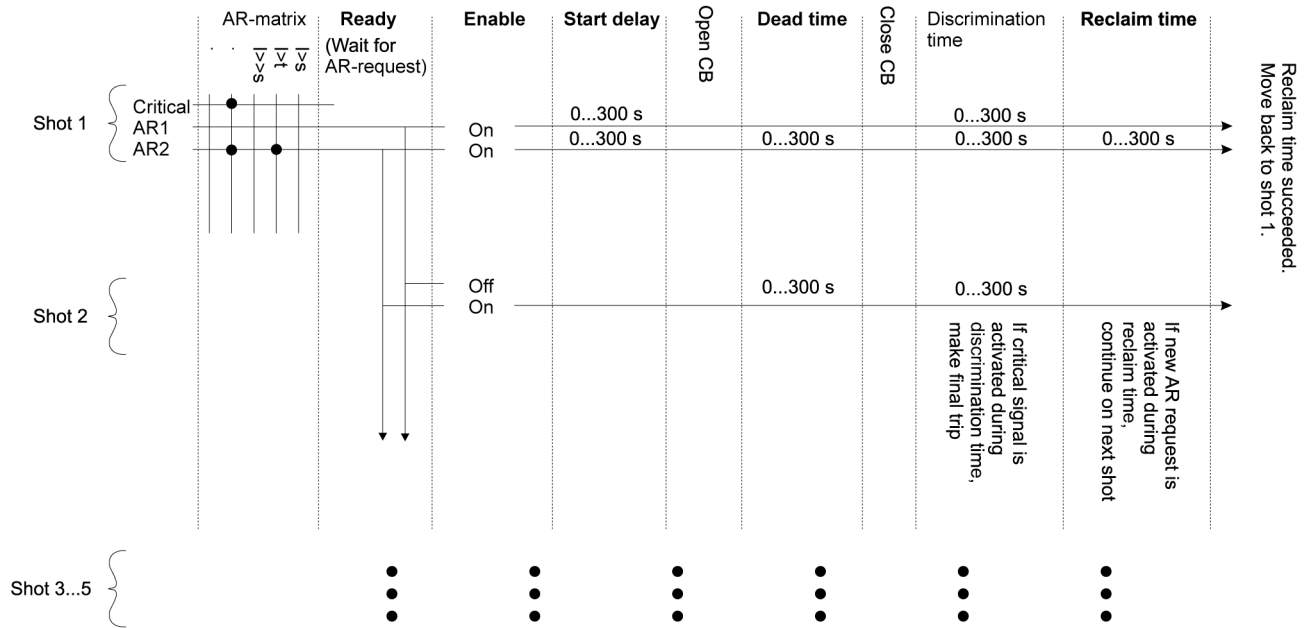 AR-matrix
Ready
(Wait for
AR-request)
Enable
Start delay
Open CB
Dead time
Close CB
Discrimination
time
Reclaim time
. .
I>>s
I>t
I>s
Reclaim time succeeded.
Move back to shot 1.
Shot 1
Critical
AR1
AR2
On
On
0...300 s
0...300 s
0...300 s
0...300 s
0...300 s
0...300 s
Shot 2
Off
On
0...300 s
0...300 s
If critical signal is
activated during
discrimination time,
make final trip
If new AR request is
activated during
reclaim time,
continue on next shot
Shot 3...5